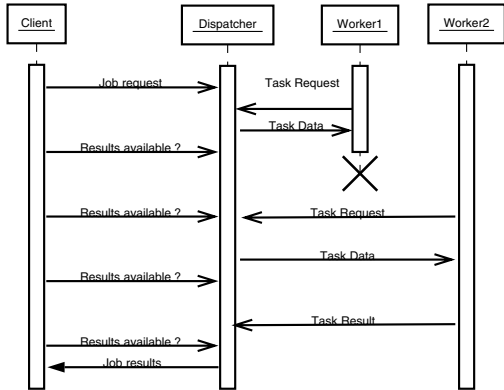 Client
Dispatcher
Worker1
Worker2
Job request
Task Request
Task Data
Results available ?
Results available ?
Task Request
Task Data
Results available ?
Task Result
Results available ?
Job results